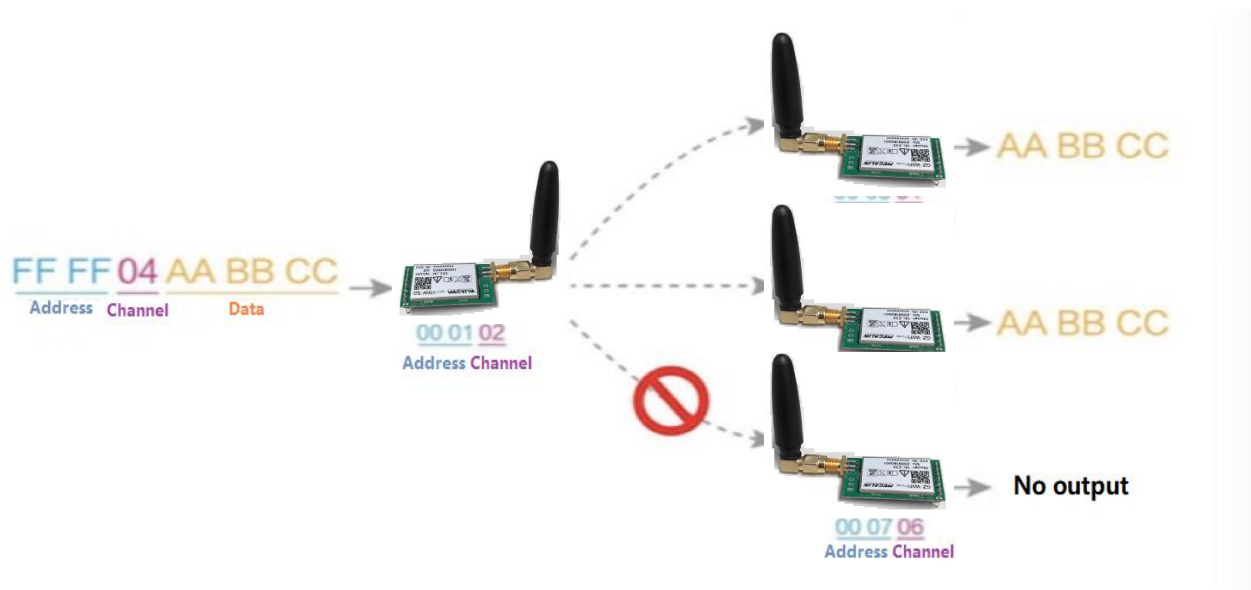 AA BB CC
FF FF 04 AA BB CC
Address Channel Data
00 01 02
Address Channel
AA BB CC
No output
00 07 06
Address Channel